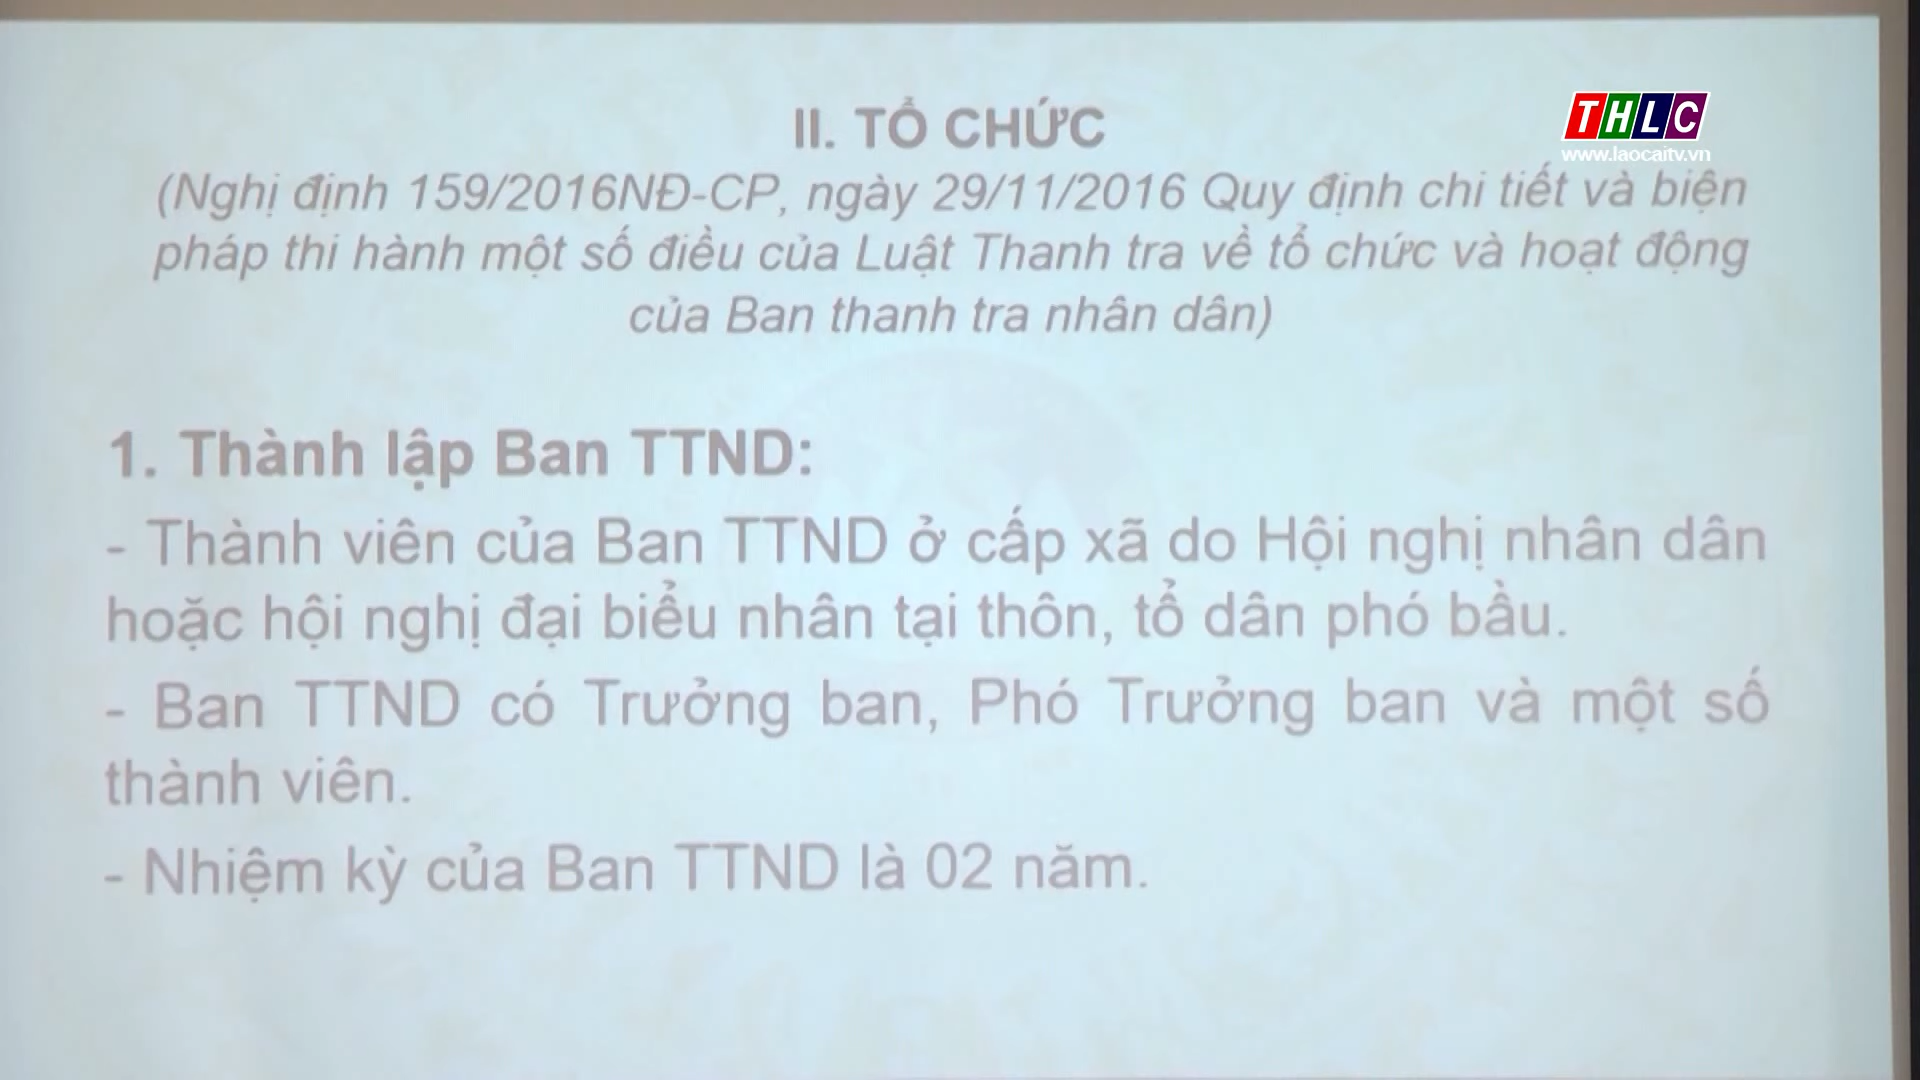 THLC
www.laocaitv.vn
II. TỔ CHỨC
(Nghị định 159/2016NĐ-CP, ngày 29/11/2016 Quy định chi tiết và biện
pháp thi hành một số điều của Luật Thanh tra về tổ chức và hoạt động
của Ban thanh tra nhân dân)
1. Thành lập Ban TTND:
- Thành viên của Ban TTND ở cấp xã do Hội nghị nhân dân
hoặc hội nghị đại biểu nhân tại thôn, tổ dân phó bầu.
- Ban TTND có Trưởng ban, Phó Trưởng ban và một số
thành viên.
- Nhiệm kỳ của Ban TTND là 02 năm.